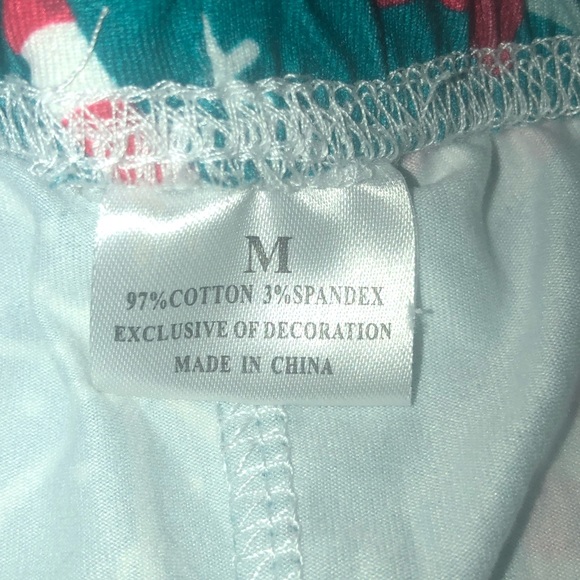 M
97%COTTON 3%SPANDEX
EXCLUSIVE OF DECORATION
MADE IN CHINA